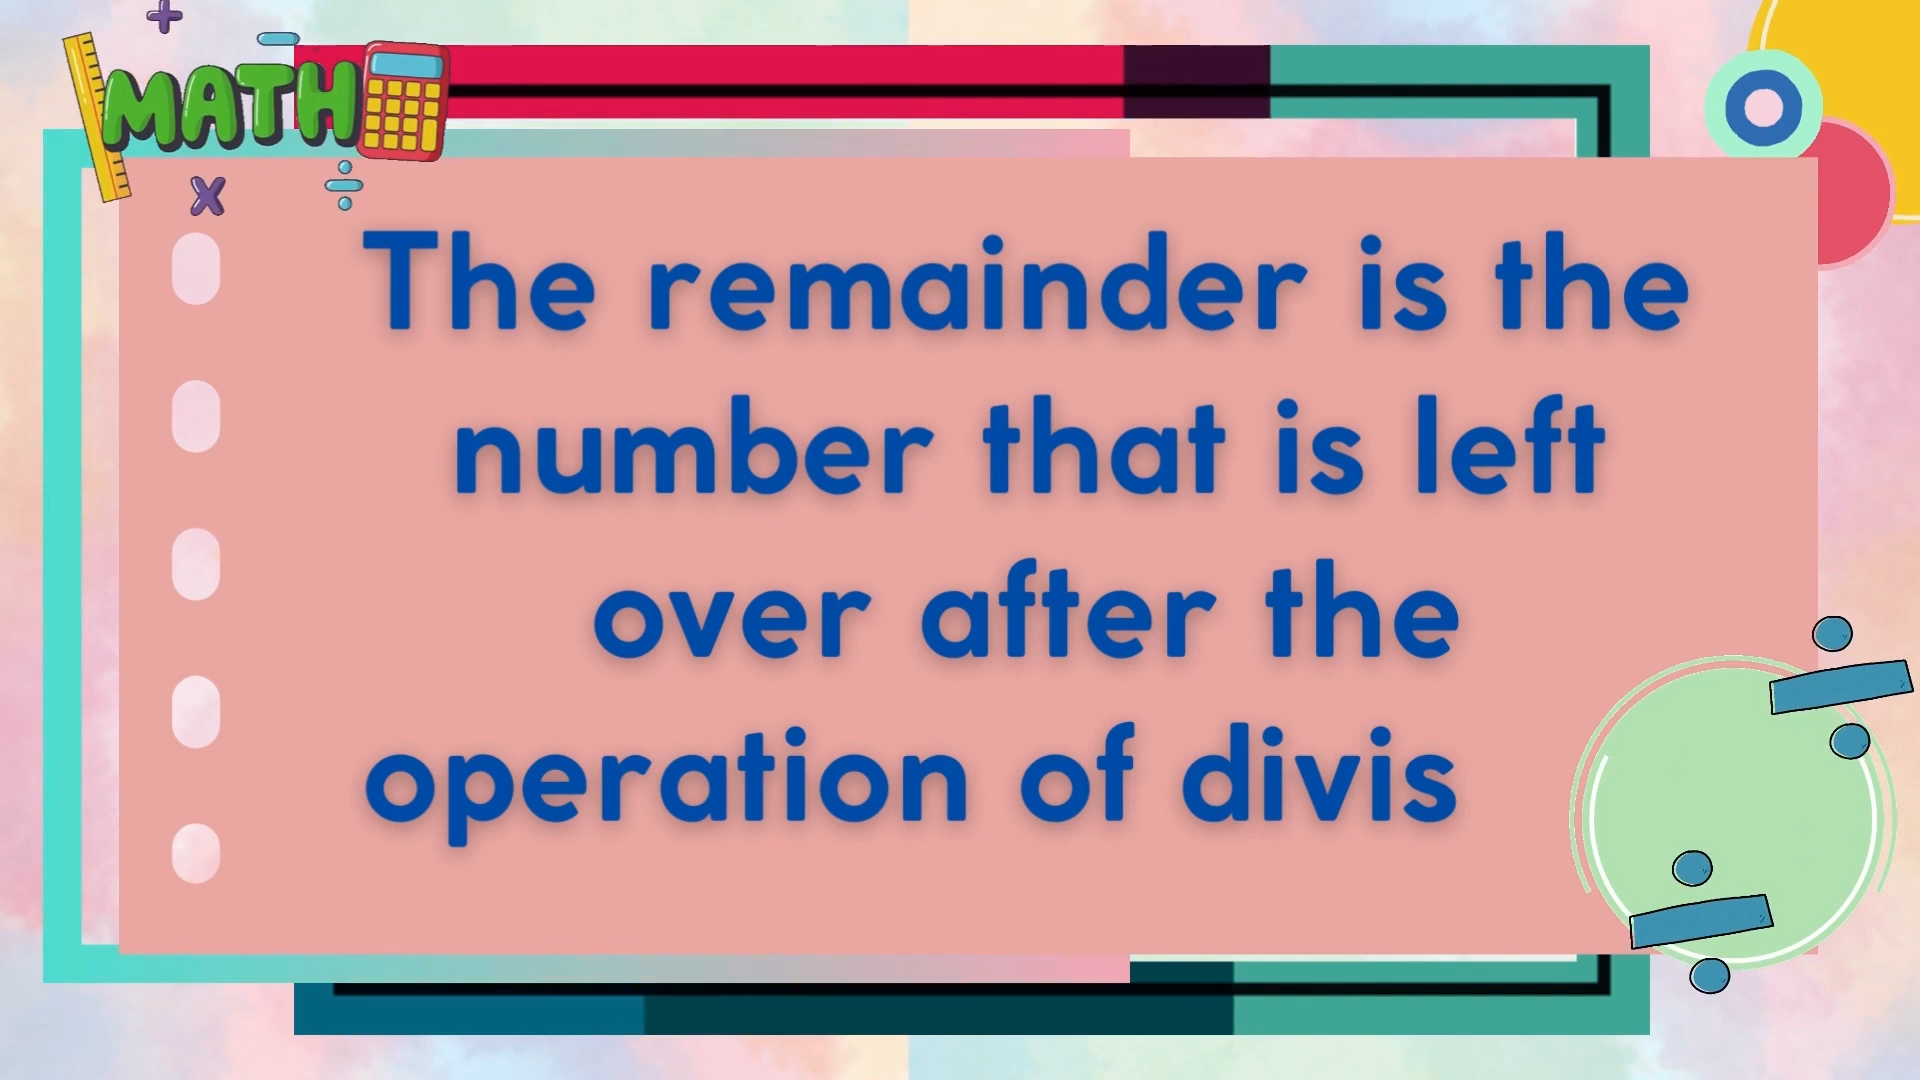 MATH
The remainder is the
number that is left
over after the
operation of divis